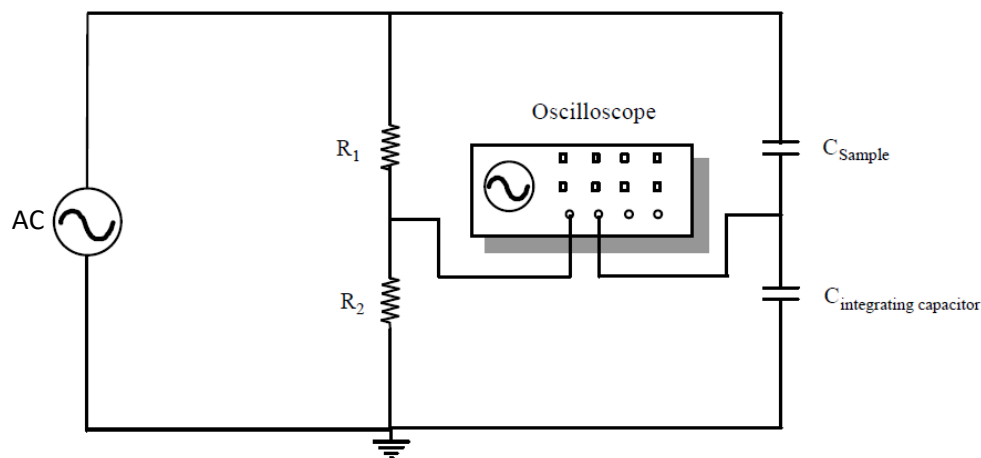 Oscilloscope
R1
CSample
AC
R2
Cintegrating capacitor